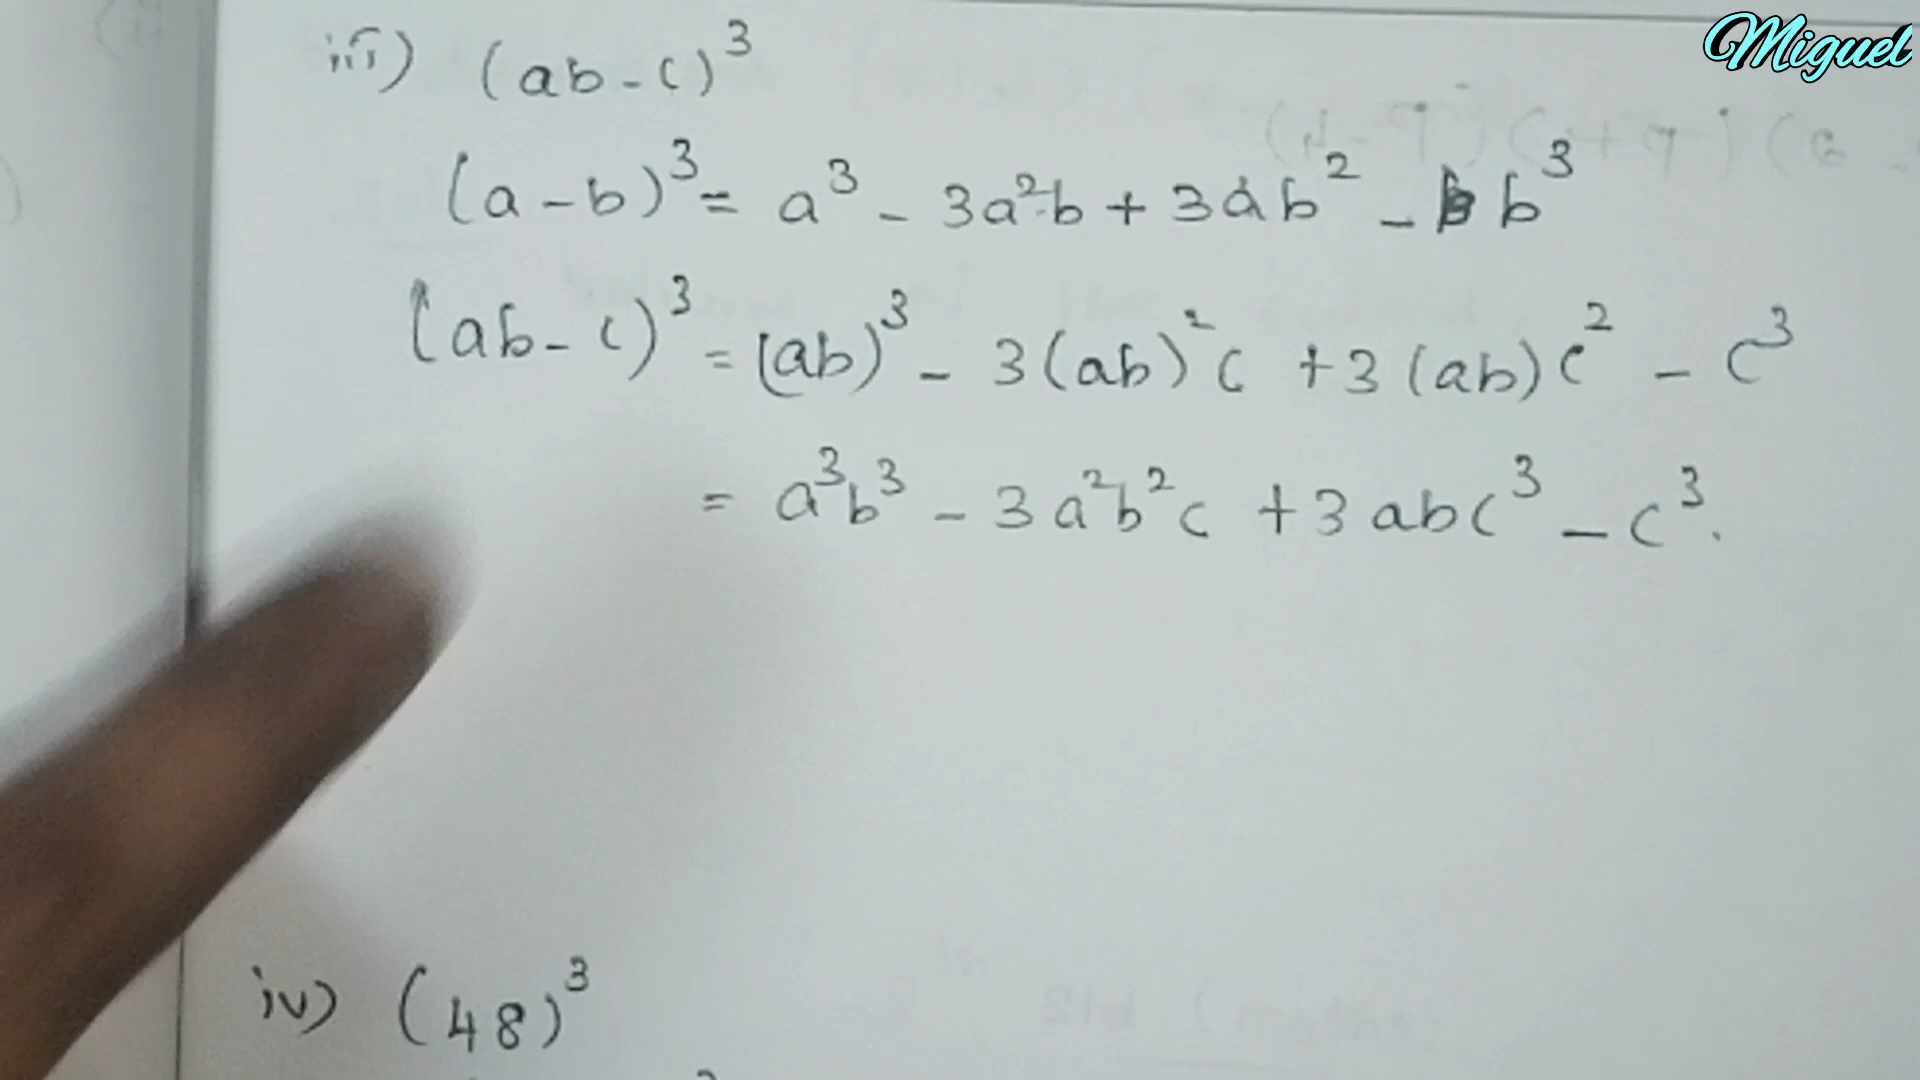 Miguel
iii) (ab-c)³
(a-b)³ = a³ - 3a²b + 3ab² - b³
(ab-c)³ = (ab)³ - 3(ab)²c + 3(ab)c² - c³
= a³b³ - 3a²b²c + 3abc³ - c³.
iv) (48)³